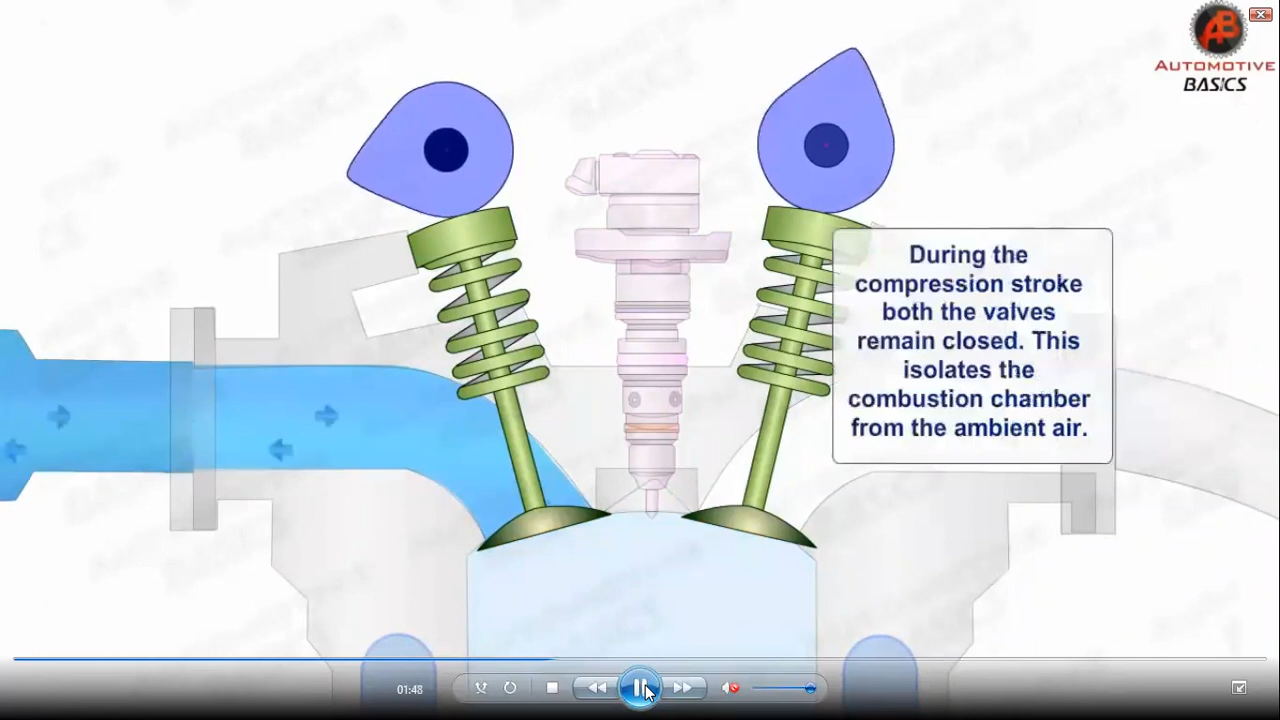 AB
AUTOMOTIVE
BASICS
During the
compression stroke
both the valves
remain closed. This
isolates the
combustion chamber
from the ambient air.
01:48